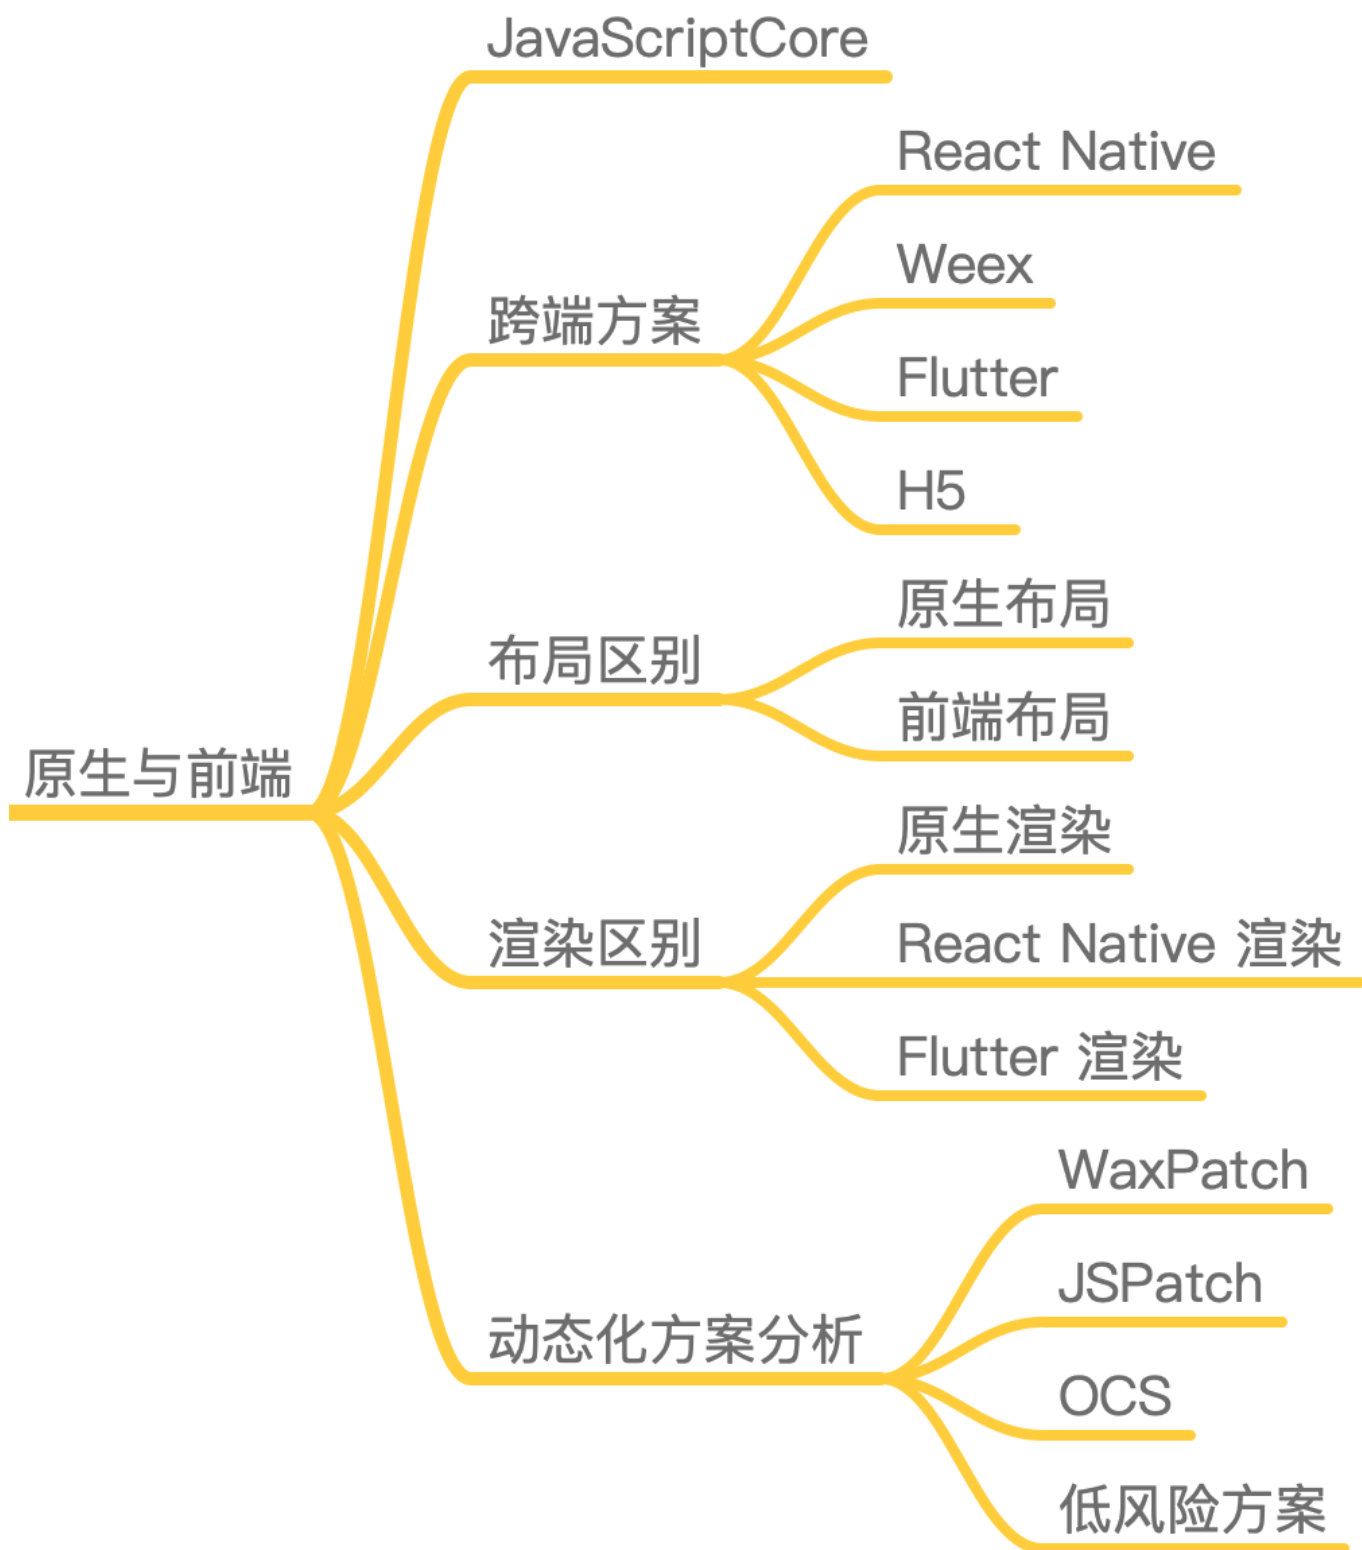 原生与前端
JavaScriptCore
跨端方案
React Native
Weex
Flutter
H5
布局区别
原生布局
前端布局
渲染区别
原生渲染
React Native 渲染
Flutter 渲染
动态化方案分析
WaxPatch
JSPatch
OCS
低风险方案